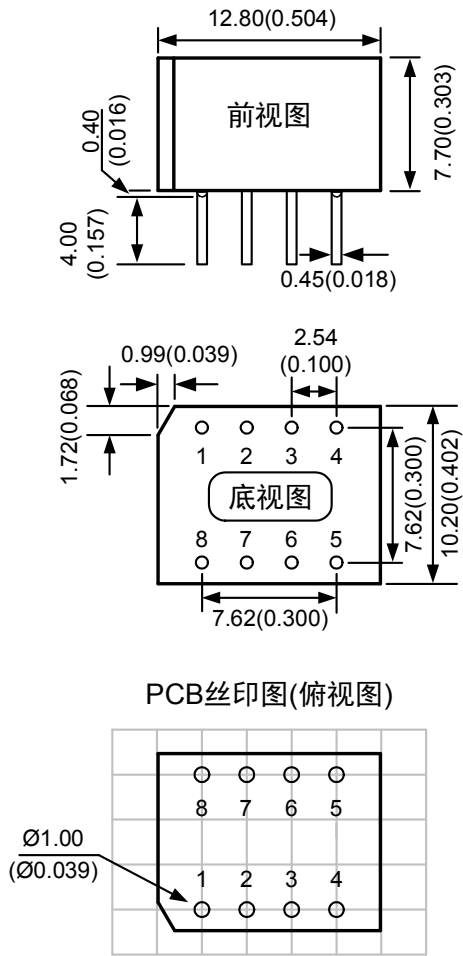 12.80(0.504)
前视图
7.70(0.303)
0.40
(0.016)
4.00
(0.157)
0.45(0.018)
2.54
(0.100)
0.99(0.039)
1.72(0.068)
1 2 3 4
底视图
8 7 6 5
7.62(0.300)
10.20(0.402)
7.62(0.300)
PCB丝印图(俯视图)
8 7 6 5
Ø1.00
(Ø0.039)
1 2 3 4